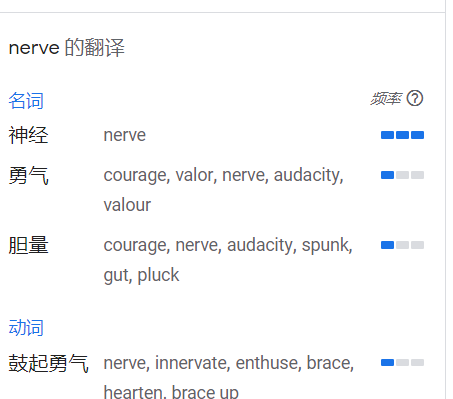 nerve 的翻译
名词 频率
神经 nerve
勇气 courage, valor, nerve, audacity,
valour
胆量 courage, nerve, audacity, spunk,
gut, pluck
动词
鼓起勇气 nerve, innervate, enthuse, brace,
hearten, brace up